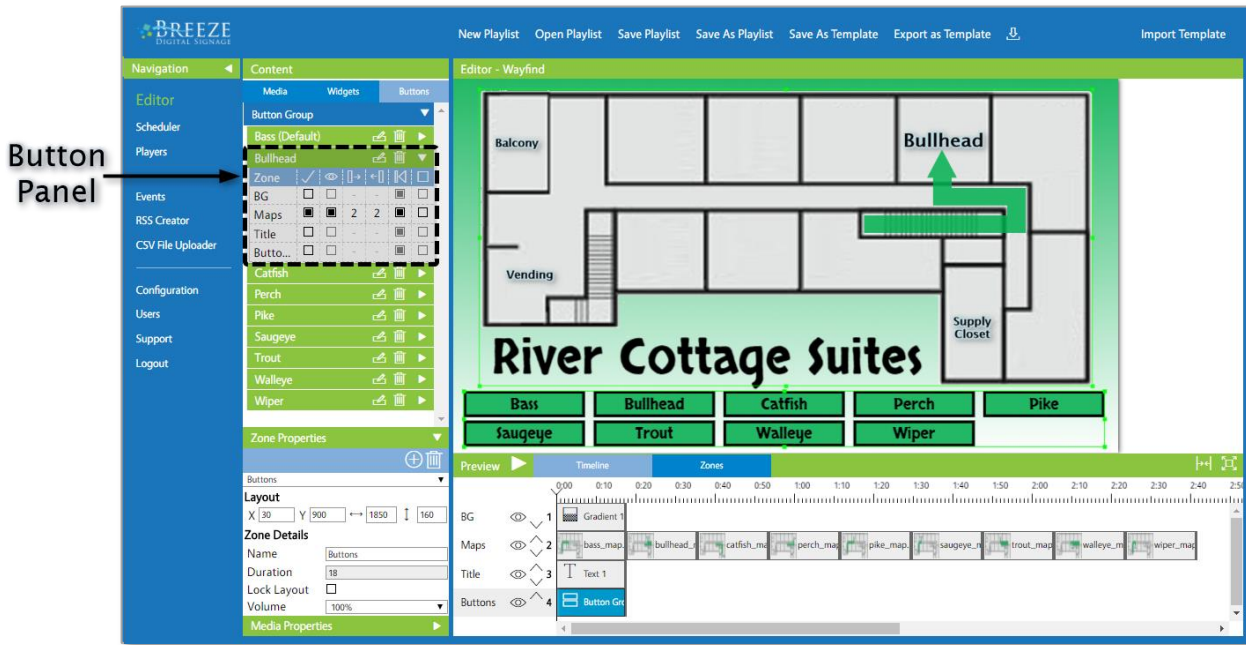 BREEZE
DIGITAL SIGNAGE
New Playlist Open Playlist Save Playlist Save As Playlist Save As Template Export as Template Import Template
Navigation
Editor
Scheduler
Players
Events
RSS Creator
CSV File Uploader
Configuration
Users
Support
Logout
Button
Panel
Content
Media Widgets Buttons
Button Group
Bass (Default)
Bullhead
Zone
BG - -
Maps 2 2
Title - -
Butto... - -
Catfish
Perch
Pike
Saugeye
Trout
Walleye
Wiper
Zone Properties
Buttons
Layout
X 30 Y 900 1850 160
Zone Details
Name Buttons
Duration 18
Lock Layout
Volume 100%
Media Properties
Editor - Wayfind
Balcony
Bullhead
Vending
Supply
Closet
River Cottage Suites
Bass Bullhead Catfish Perch Pike
Saugeye Trout Walleye Wiper
Preview Timeline Zones
0:00 0:10 0:20 0:30 0:40 0:50 1:00 1:10 1:20 1:30 1:40 1:50 2:00 2:10 2:20 2:30 2:40 2:50
BG 1 Gradient 1
Maps 2 bass_map. bullhead_r catfish_ma perch_map pike_map. saugeye_n trout_map walleye_m wiper_map
Title 3 T Text 1
Buttons 4 Button Gro